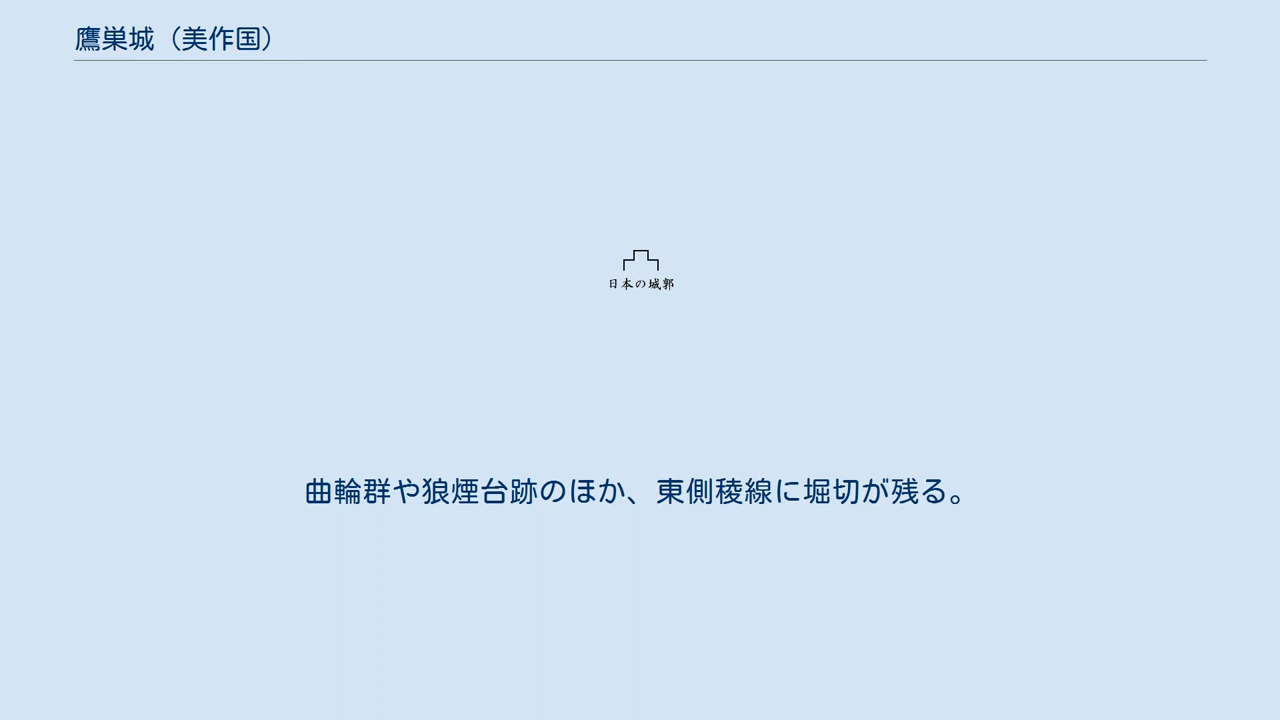 鷹巣城（美作国）
日本の城郭
曲輪群や狼煙台跡のほか、東側稜線に堀切が残る。